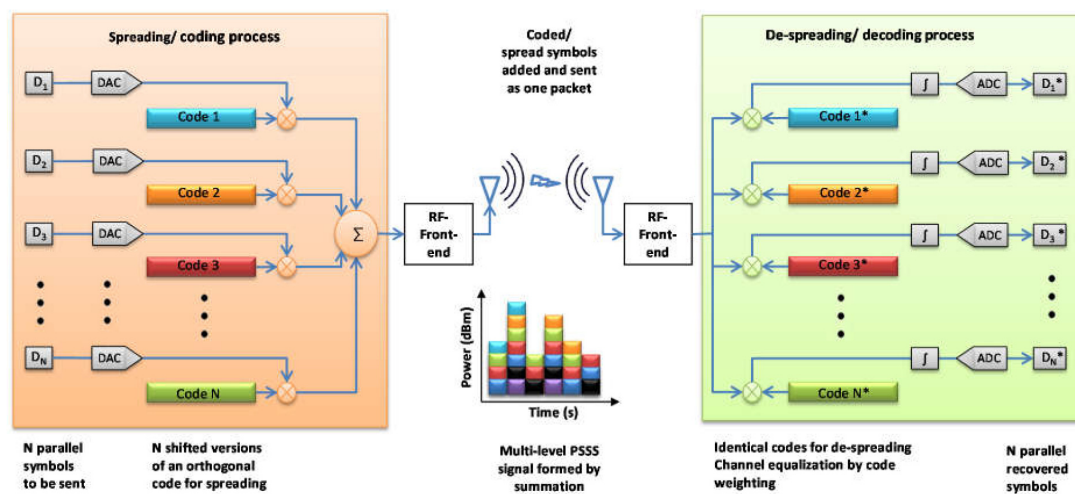 Spreading/ coding process
D1
DAC
Code 1
D2
DAC
Code 2
D3
DAC
Code 3
DN
DAC
Code N
Σ
RF-
Front-
end
N parallel
symbols
to be sent
N shifted versions
of an orthogonal
code for spreading
Coded/
spread symbols
added and sent
as one packet
Power (dBm)
Time (s)
Multi-level PSSS
signal formed by
summation
RF-
Front-
end
De-spreading/ decoding process
∫
ADC
D1*
Code 1*
∫
ADC
D2*
Code 2*
∫
ADC
D3*
Code 3*
∫
ADC
DN*
Code N*
Identical codes for de-spreading
Channel equalization by code
weighting
N parallel
recovered
symbols